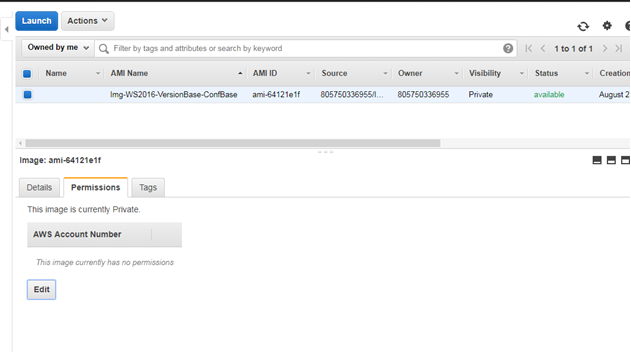 Launch Actions
Owned by me Filter by tags and attributes or search by keyword 1 to 1 of 1
Name AMI Name AMI ID Source Owner Visibility Status Creation
Img-WS2016-VersionBase-ConfBase ami-64121e1f 805750336955/I... 805750336955 Private available August 2
Image: ami-64121e1f
Details Permissions Tags
This image is currently Private.
AWS Account Number
This image currently has no permissions
Edit